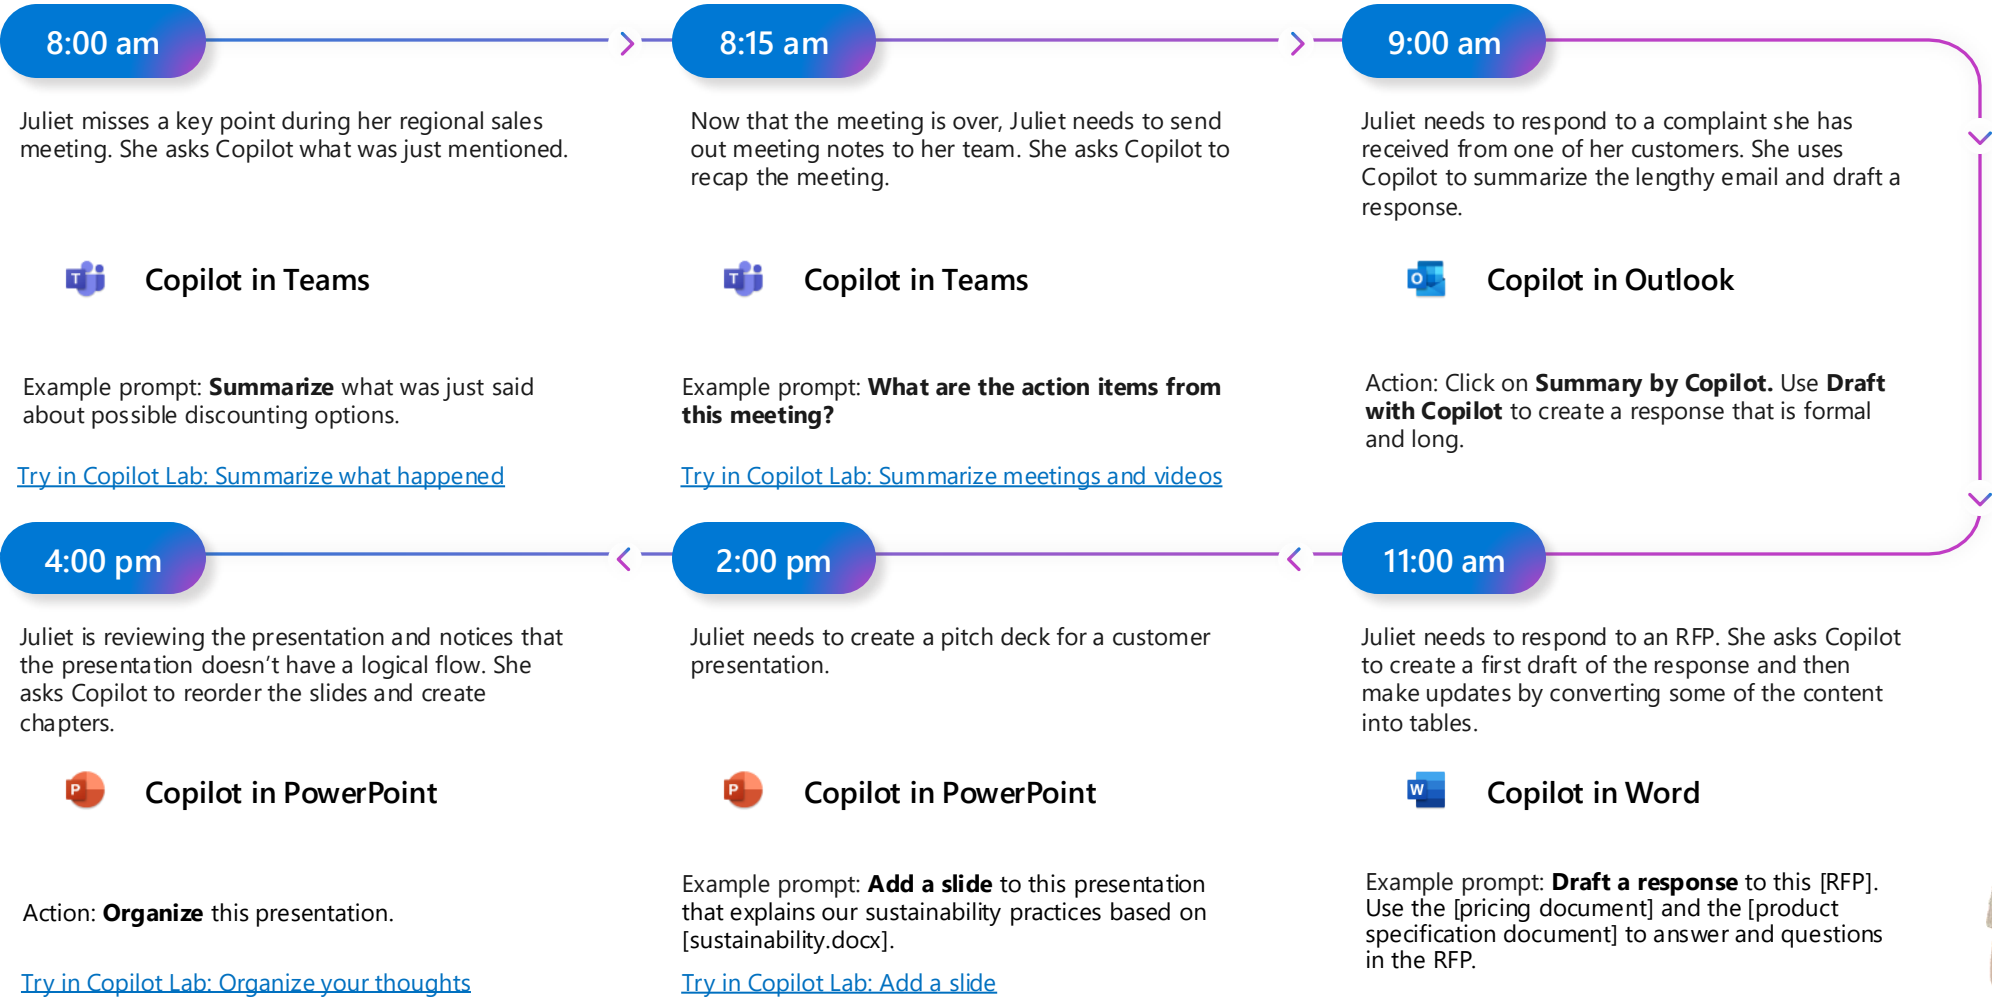 8:00 am
Juliet misses a key point during her regional sales
meeting. She asks Copilot what was just mentioned.
Copilot in Teams
Example prompt: Summarize what was just said
about possible discounting options.
Try in Copilot Lab: Summarize what happened
8:15 am
Now that the meeting is over, Juliet needs to send
out meeting notes to her team. She asks Copilot to
recap the meeting.
Copilot in Teams
Example prompt: What are the action items from
this meeting?
Try in Copilot Lab: Summarize meetings and videos
9:00 am
Juliet needs to respond to a complaint she has
received from one of her customers. She uses
Copilot to summarize the lengthy email and draft a
response.
Copilot in Outlook
Action: Click on Summary by Copilot. Use Draft
with Copilot to create a response that is formal
and long.
11:00 am
Juliet needs to respond to an RFP. She asks Copilot
to create a first draft of the response and then
make updates by converting some of the content
into tables.
Copilot in Word
Example prompt: Draft a response to this [RFP].
Use the [pricing document] and the [product
specification document] to answer and questions
in the RFP.
2:00 pm
Juliet needs to create a pitch deck for a customer
presentation.
Copilot in PowerPoint
Example prompt: Add a slide to this presentation
that explains our sustainability practices based on
[sustainability.docx].
Try in Copilot Lab: Add a slide
4:00 pm
Juliet is reviewing the presentation and notices that
the presentation doesn't have a logical flow. She
asks Copilot to reorder the slides and create
chapters.
Copilot in PowerPoint
Action: Organize this presentation.
Try in Copilot Lab: Organize your thoughts